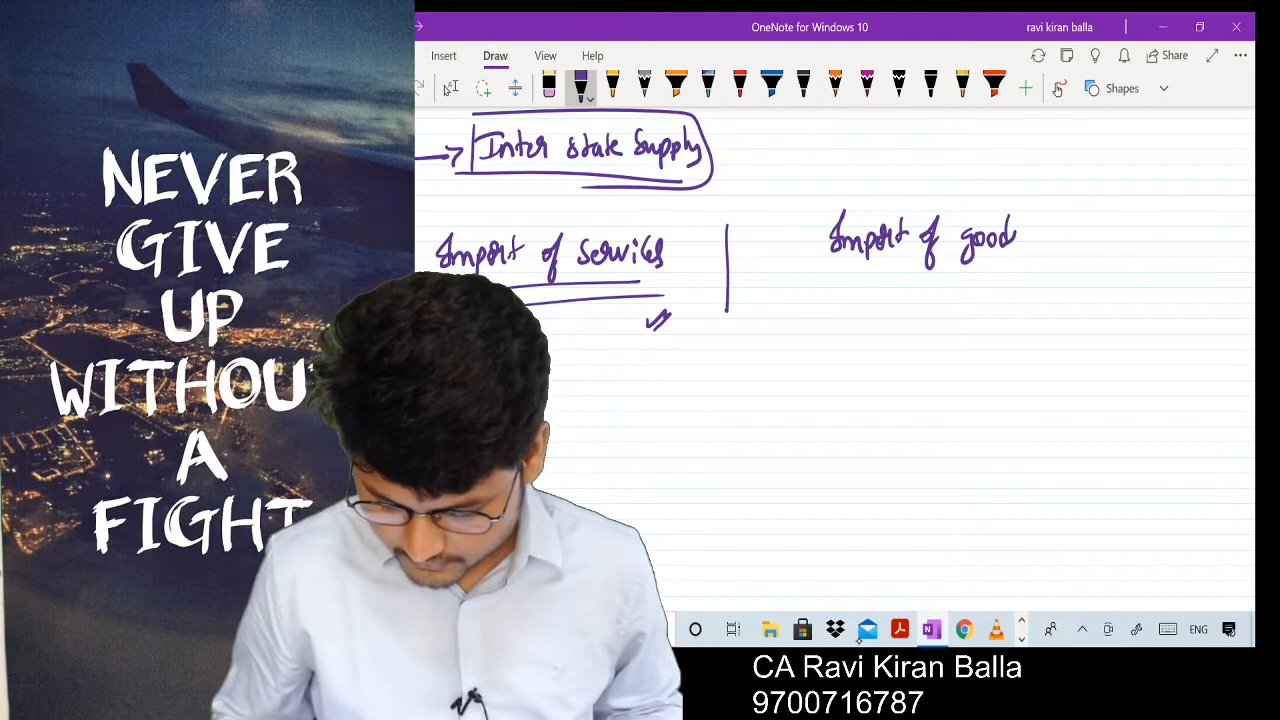 NEVER
GIVE
UP
WITHOU
A
FIGHT
OneNote for Windows 10
ravi kiran balla
Insert Draw View Help
Share
Shapes
Inter state Supply
Import of services
Import of good
ENG
CA Ravi Kiran Balla
9700716787